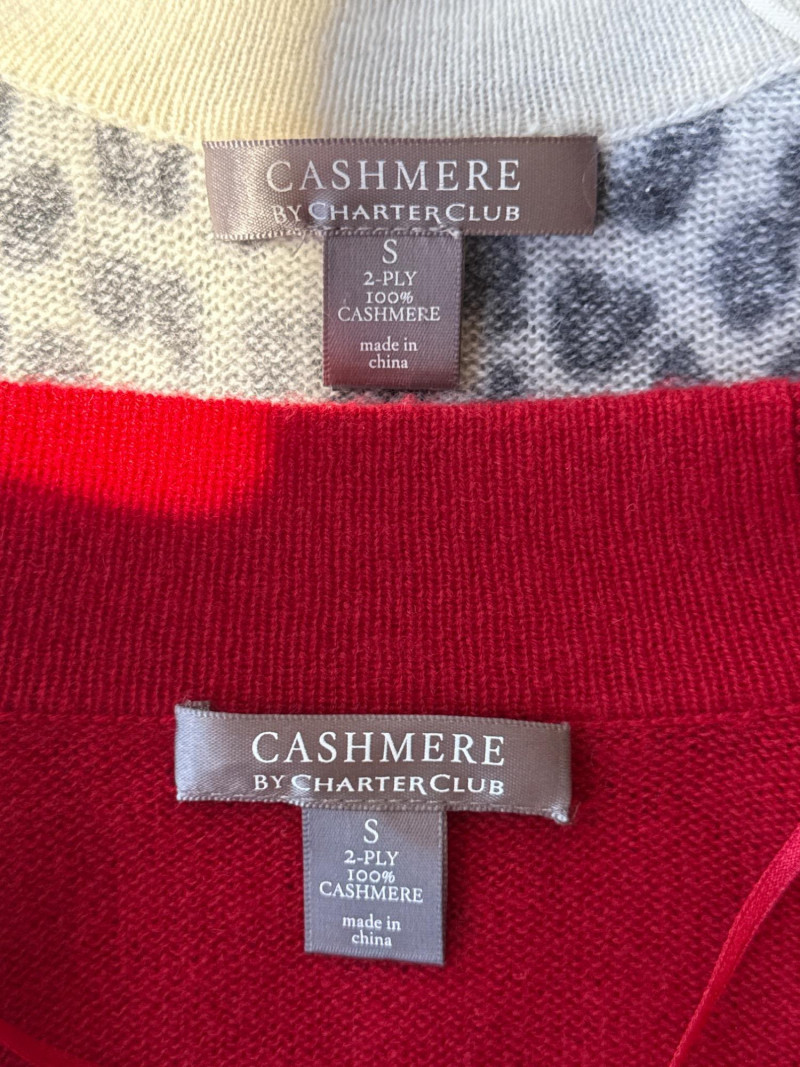 CASHMERE
BY CHARTER CLUB
S
2-PLY
100%
CASHMERE
made in
china
CASHMERE
BY CHARTER CLUB
S
2-PLY
100%
CASHMERE
made in
china